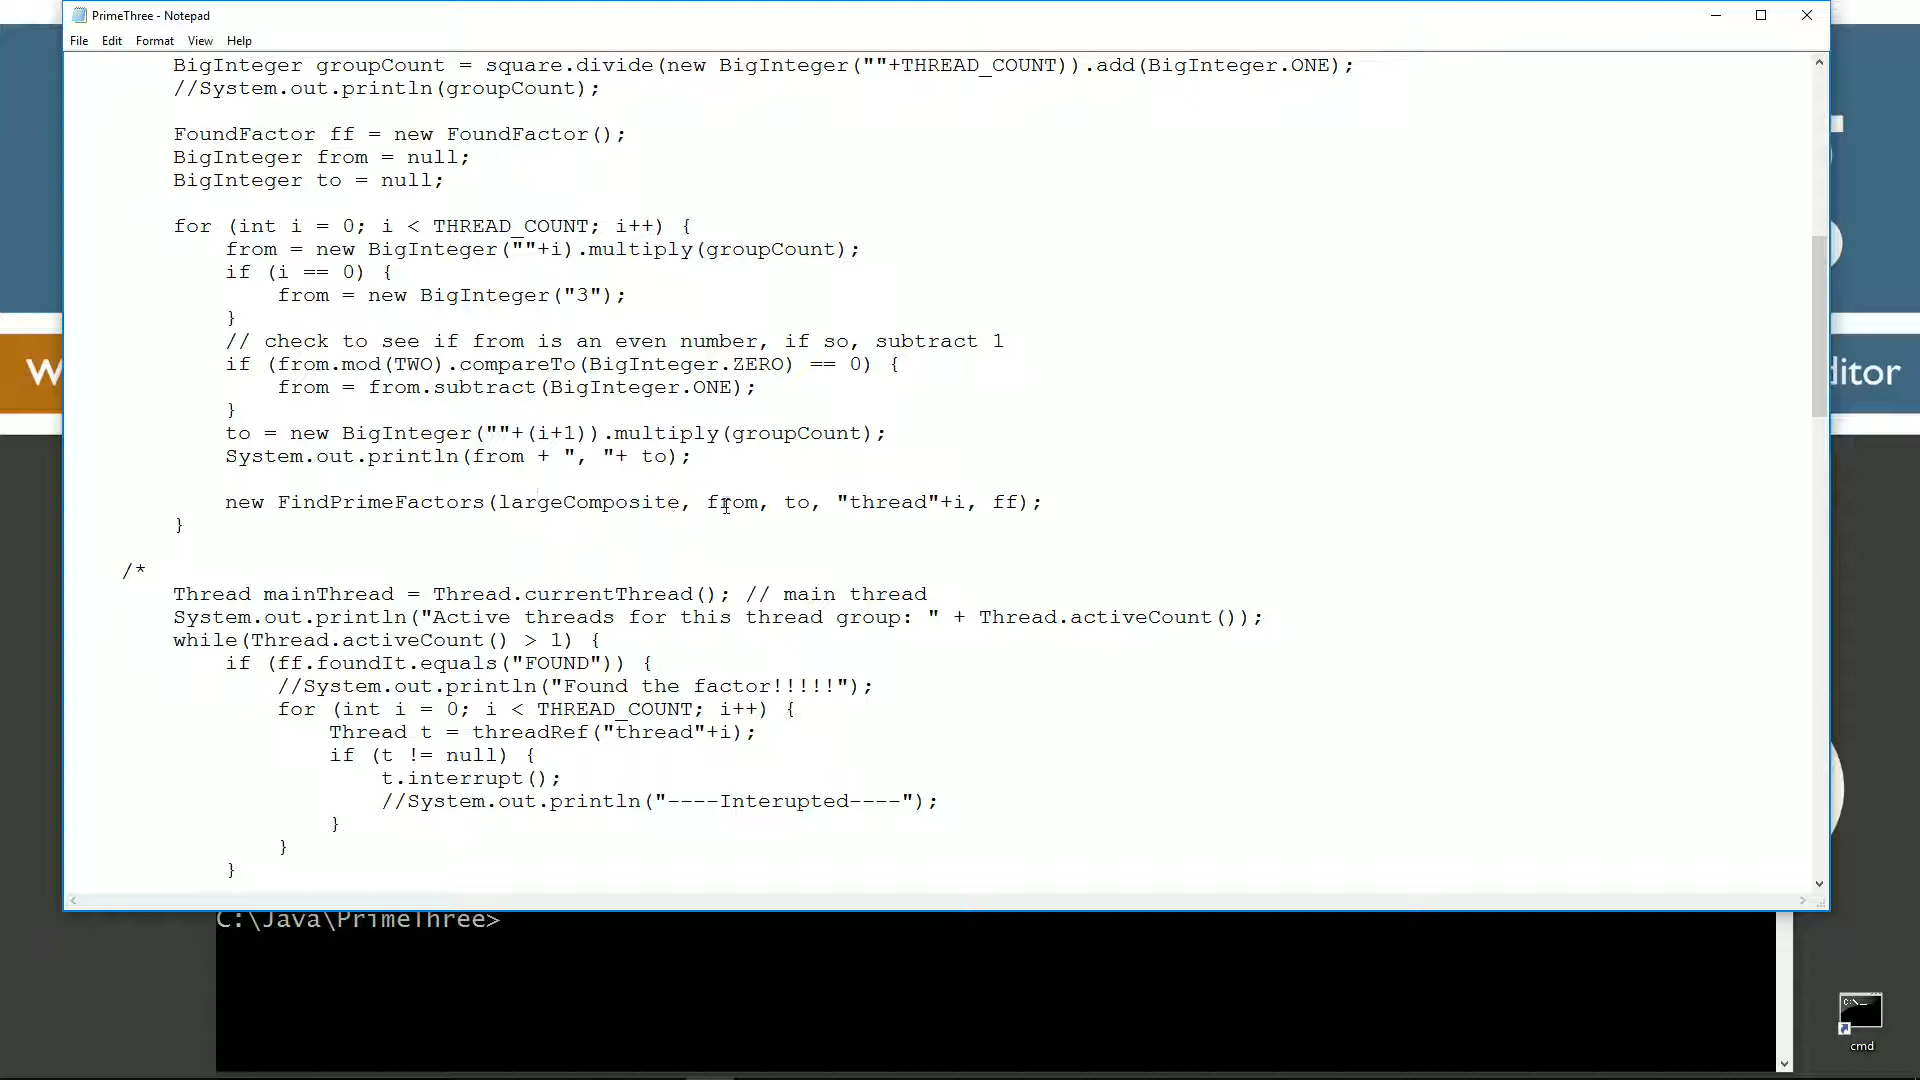 PrimeThree - Notepad
File Edit Format View Help
BigInteger groupCount = square.divide(new BigInteger(""+THREAD_COUNT)).add(BigInteger.ONE);
//System.out.println(groupCount);
FoundFactor ff = new FoundFactor();
BigInteger from = null;
BigInteger to = null;
for (int i = 0; i < THREAD_COUNT; i++) {
from = new BigInteger(""+i).multiply(groupCount);
if (i == 0) {
from = new BigInteger("3");
}
// check to see if from is an even number, if so, subtract 1
if (from.mod(TWO).compareTo(BigInteger.ZERO) == 0) {
from = from.subtract(BigInteger.ONE);
}
to = new BigInteger(""+(i+1)).multiply(groupCount);
System.out.println(from + ", "+ to);
new FindPrimeFactors(largeComposite, from, to, "thread"+i, ff);
}
/*
Thread mainThread = Thread.currentThread(); // main thread
System.out.println("Active threads for this thread group: " + Thread.activeCount());
while(Thread.activeCount() > 1) {
if (ff.foundIt.equals("FOUND")) {
//System.out.println("Found the factor!!!!!");
for (int i = 0; i < THREAD_COUNT; i++) {
Thread t = threadRef("thread"+i);
if (t != null) {
t.interrupt();
//System.out.println("----Interupted----");
}
}
}
C:\Java\PrimeThree>
W
ditor
C:\_
cmd